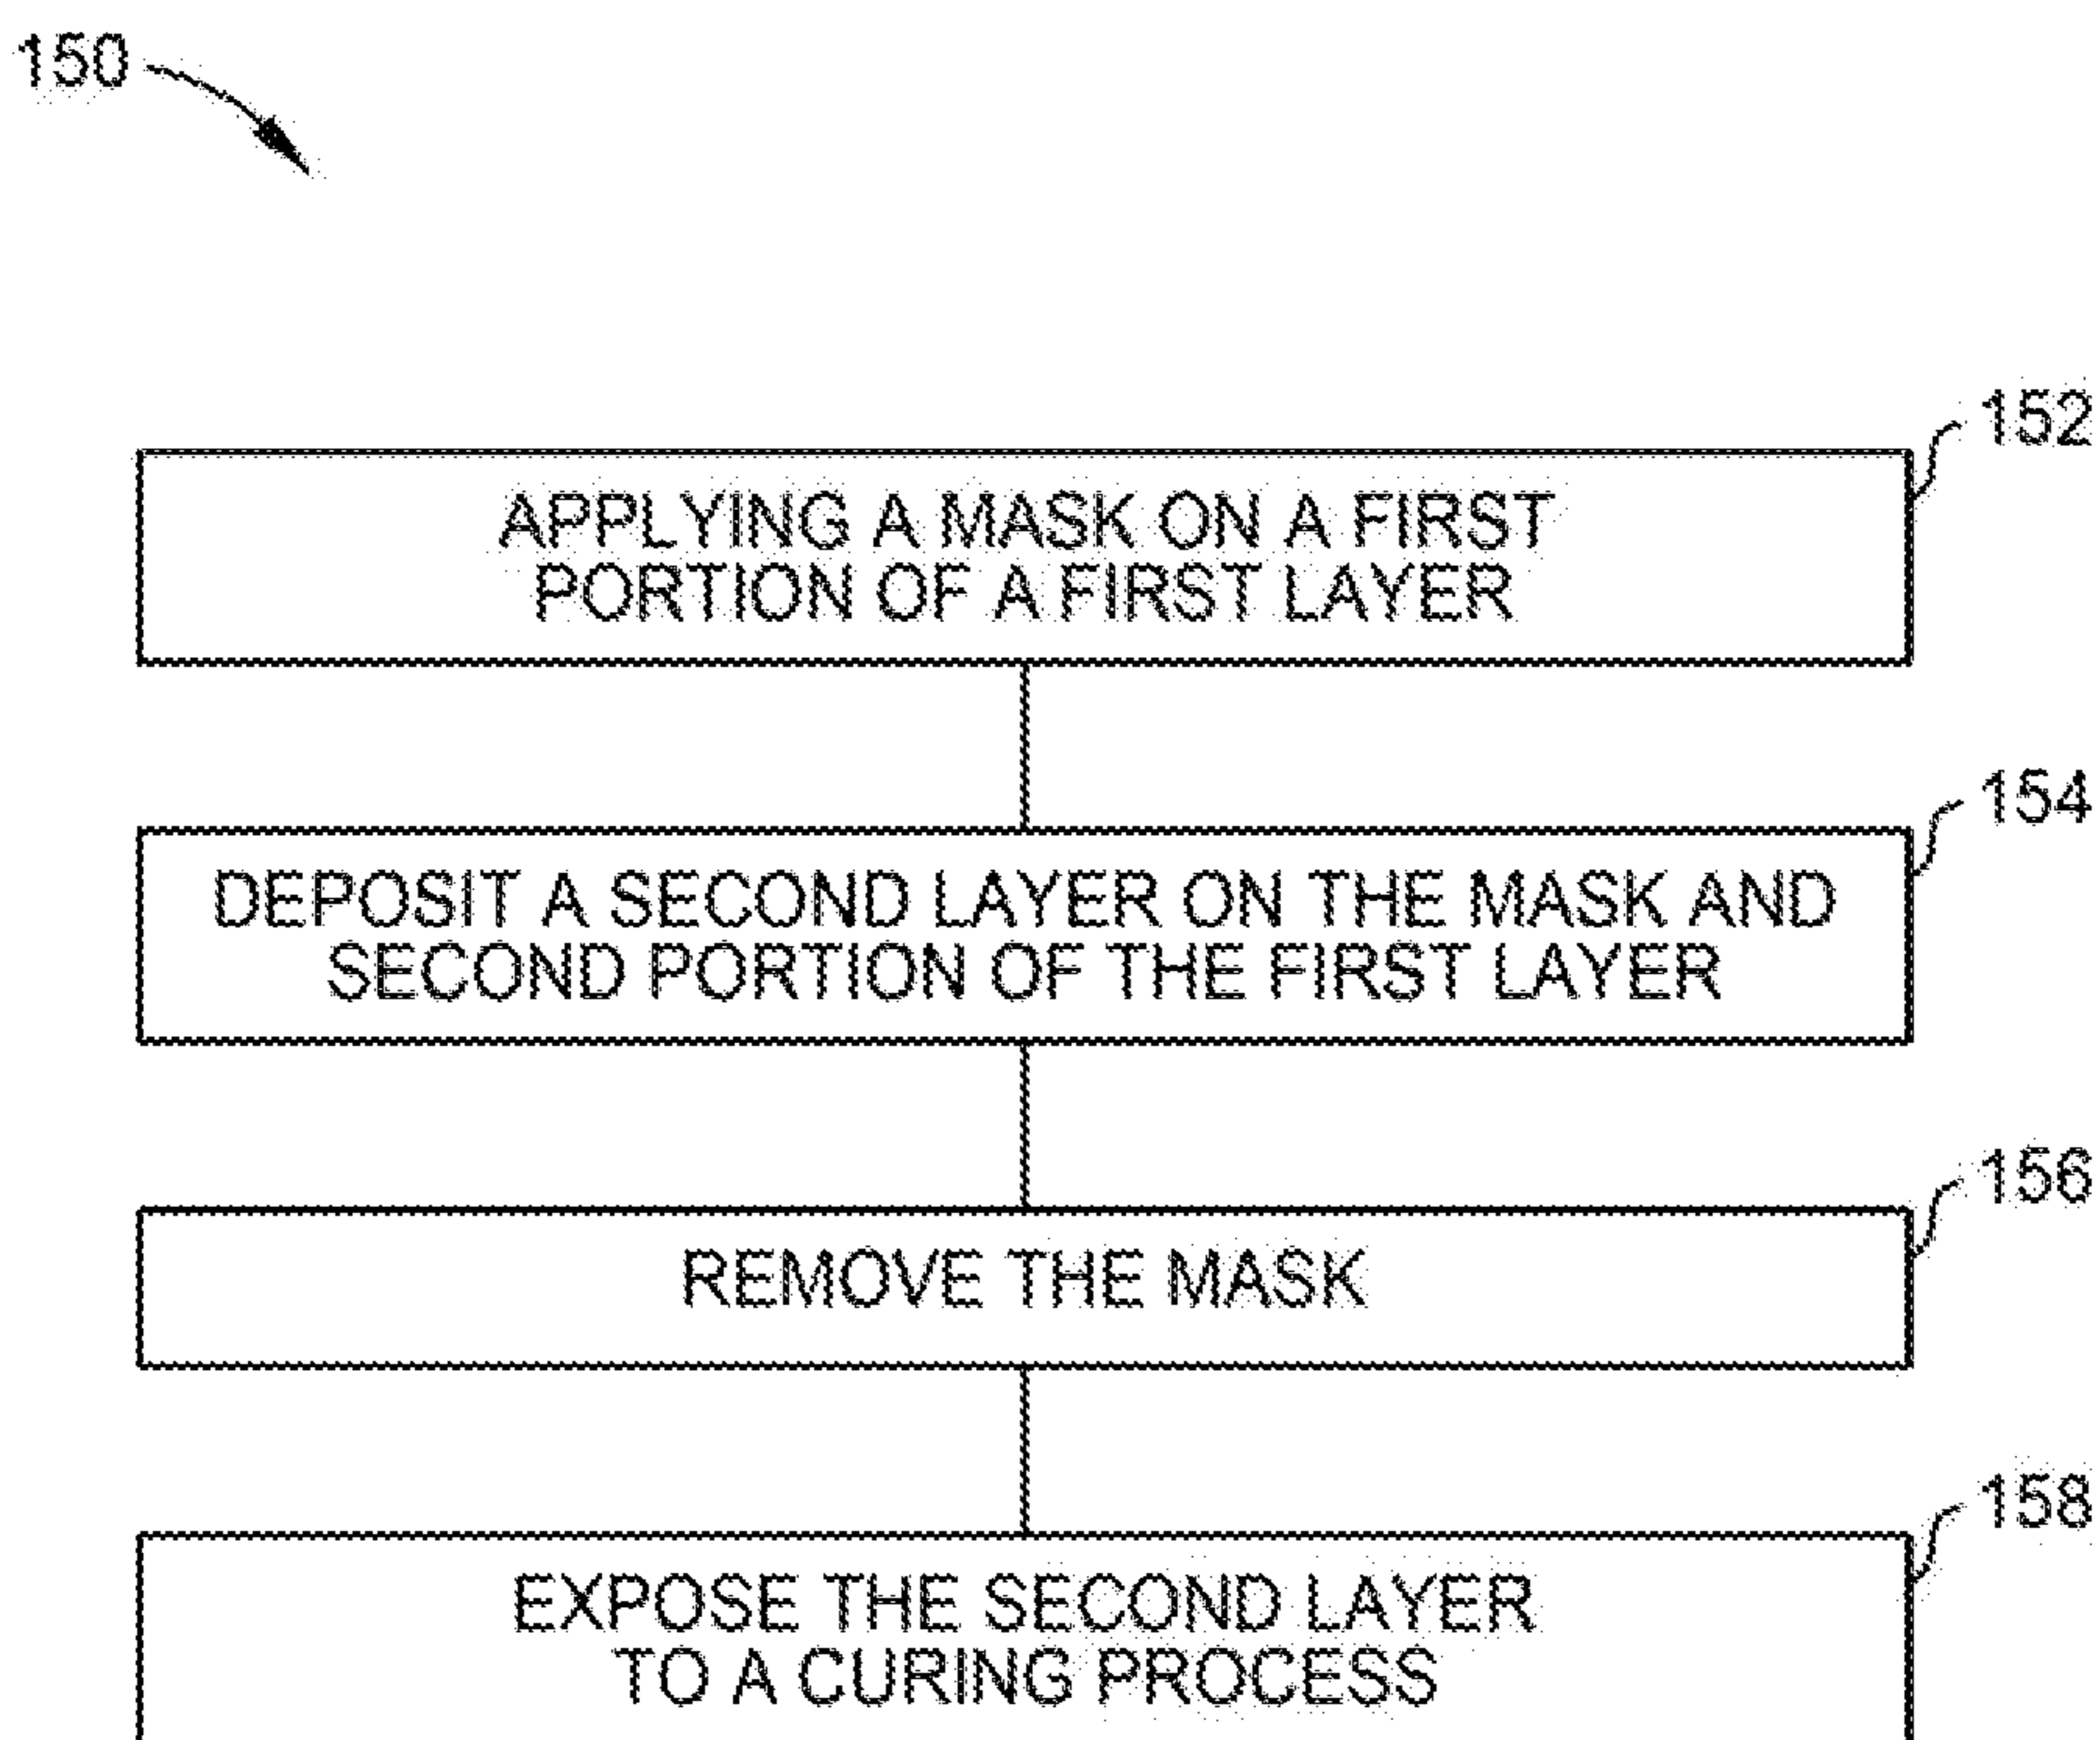 150
152
APPLYING A MASK ON A FIRST
PORTION OF A FIRST LAYER
154
DEPOSIT A SECOND LAYER ON THE MASK AND
SECOND PORTION OF THE FIRST LAYER
156
REMOVE THE MASK
158
EXPOSE THE SECOND LAYER
TO A CURING PROCESS